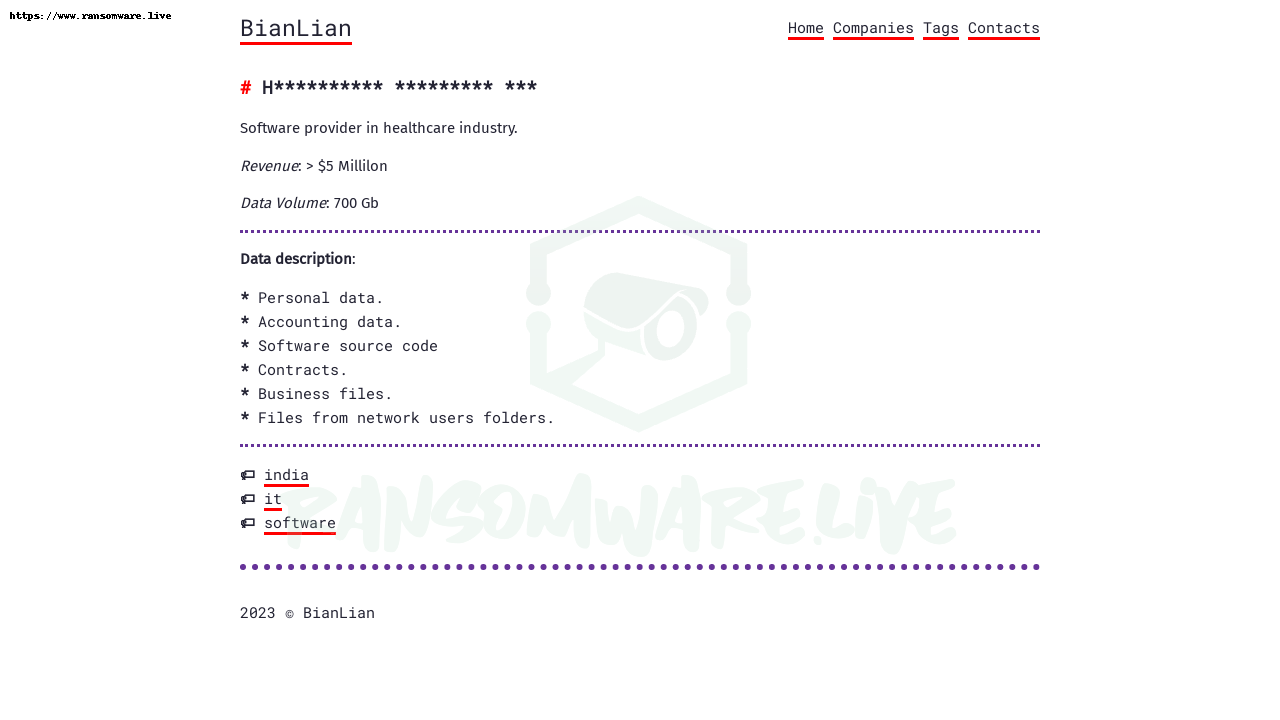 https://www.ransomware.live
BianLian
Home Companies Tags Contacts
# H********** ********* ***
Software provider in healthcare industry.
Revenue: > $5 Millilon
Data Volume: 700 Gb
Data description:
* Personal data.
* Accounting data.
* Software source code
* Contracts.
* Business files.
* Files from network users folders.
india
it
software
RANSOMWARE.LIVE
2023 © BianLian